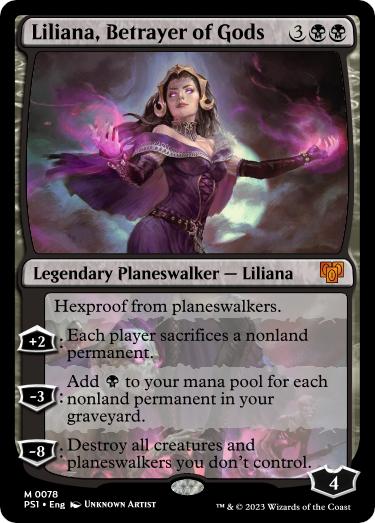 Liliana, Betrayer of Gods 3
Legendary Planeswalker — Liliana
Hexproof from planeswalkers.
+2: Each player sacrifices a nonland
permanent.
-3: Add to your mana pool for each
nonland permanent in your
graveyard.
-8: Destroy all creatures and
planeswalkers you don't control.
4
M 0078
PS1 • Eng Unknown Artist
™ & © 2023 Wizards of the Coast